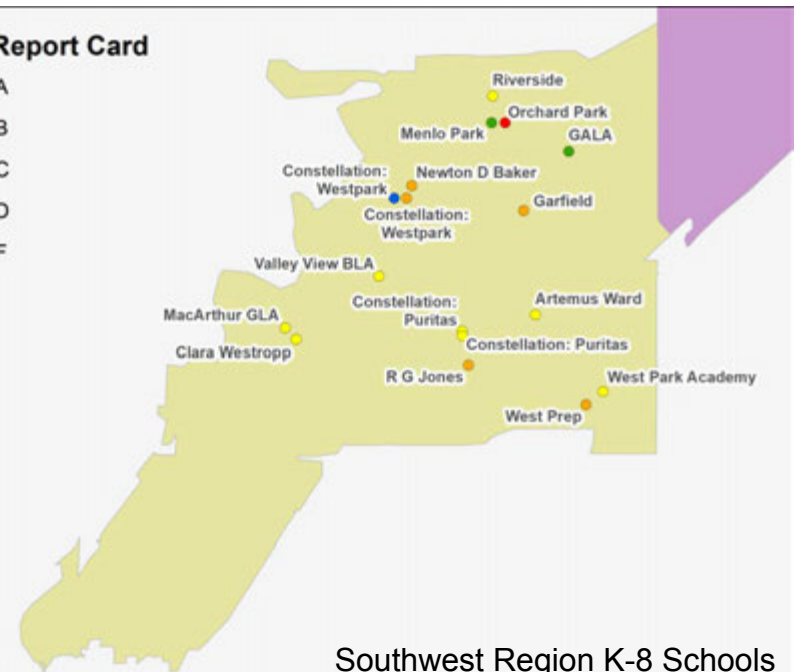 Report Card
A
B
C
D
F
Riverside
Orchard Park
Menlo Park
GALA
Constellation:
Westpark
Newton D Baker
Constellation:
Westpark
Garfield
Valley View BLA
Constellation:
Puritas
Artemus Ward
MacArthur GLA
Clara Westropp
Constellation: Puritas
R G Jones
West Park Academy
West Prep
Southwest Region K-8 Schools